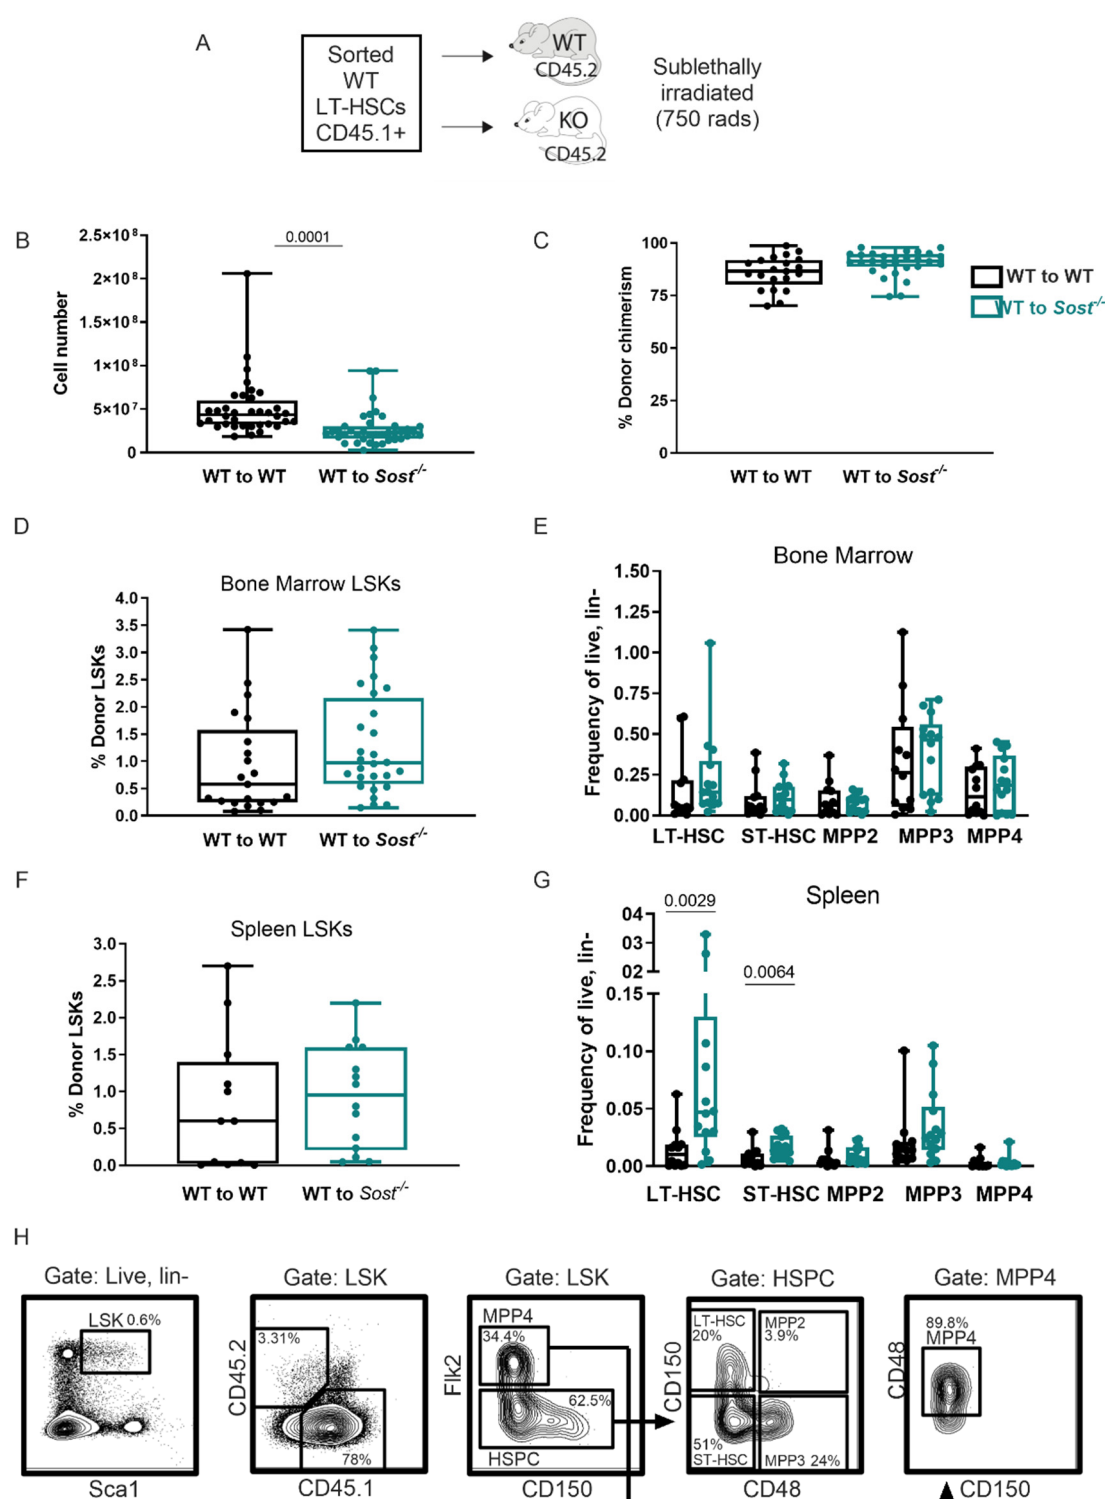 A
Sorted
WT
LT-HSCs
CD45.1+
WT
CD45.2
KO
CD45.2
Sublethally
irradiated
(750 rads)
B
Cell number
2.5×10⁸
2×10⁸
1.5×10⁸
1×10⁸
5×10⁷
0
0.0001
WT to WT
WT to Sost-/-
C
% Donor chimerism
100
75
50
25
0
WT to WT
WT to Sost-/-
WT to WT
WT to Sost-/-
D
Bone Marrow LSKs
% Donor LSKs
4.0
3.5
3.0
2.5
2.0
1.5
1.0
0.5
0.0
WT to WT
WT to Sost-/-
E
Bone Marrow
Frequency of live, lin-
1.50
1.25
1.00
0.75
0.50
0.25
0.00
LT-HSC
ST-HSC
MPP2
MPP3
MPP4
F
Spleen LSKs
% Donor LSKs
3.0
2.5
2.0
1.5
1.0
0.5
0.0
WT to WT
WT to Sost-/-
G
Spleen
Frequency of live, lin-
04
03
02
0.15
0.10
0.05
0.00
0.0029
0.0064
LT-HSC
ST-HSC
MPP2
MPP3
MPP4
H
Gate: Live, lin-
LSK 0.6%
Sca1
Gate: LSK
CD45.2
3.31%
78%
CD45.1
Gate: LSK
Flk2
MPP4
34.4%
62.5%
HSPC
CD150
Gate: HSPC
CD150
LT-HSC
20%
MPP2
3.9%
51%
ST-HSC
MPP3 24%
CD48
Gate: MPP4
CD48
89.8%
MPP4
CD150